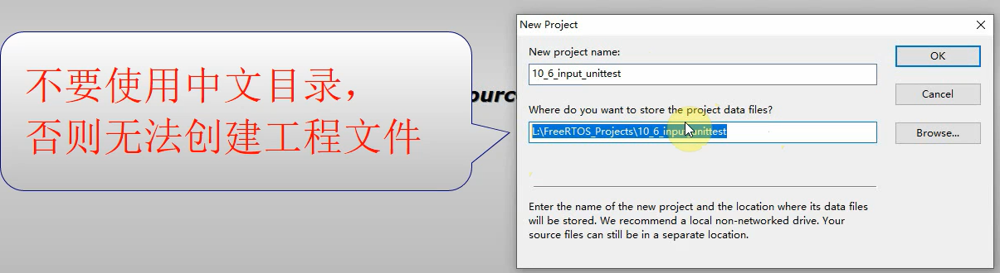 不要使用中文目录，
否则无法创建工程文件
ource
New Project
New project name:
OK
10_6_input_unittest
Cancel
Where do you want to store the project data files?
L:\FreeRTOS_Projects\10_6_input_unittest
Browse...
Enter the name of the new project and the location where its data files
will be stored. We recommend a local non-networked drive. Your
source files can still be in a separate location.